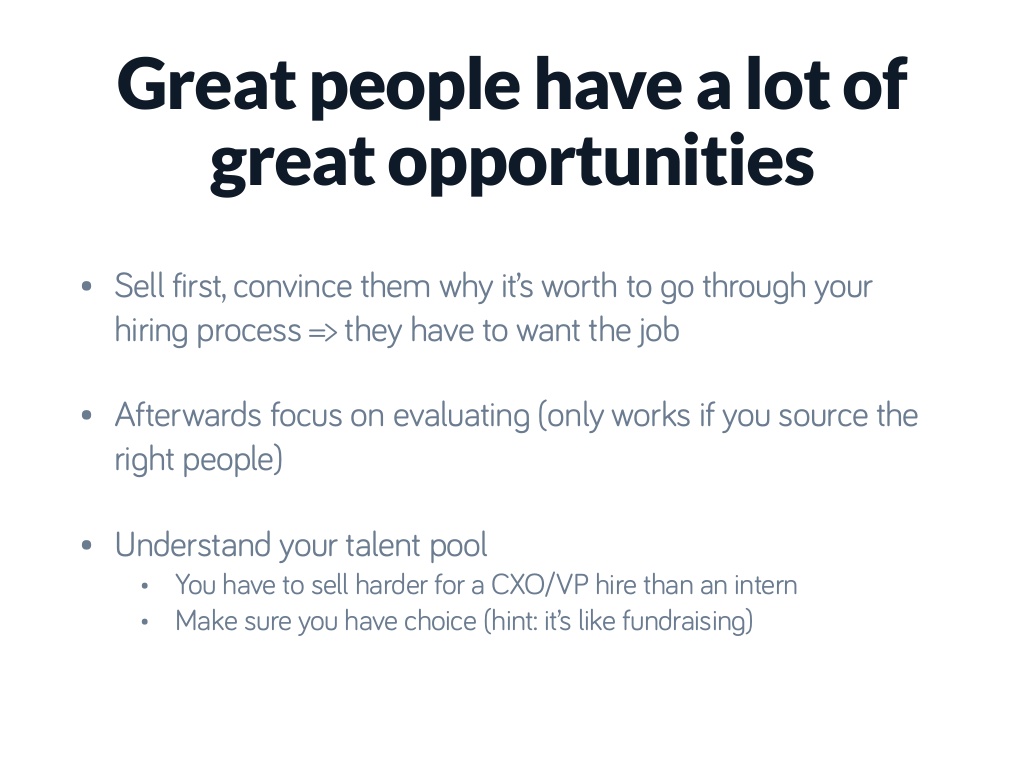 Great people have a lot of
great opportunities
• Sell first, convince them why it’s worth to go through your
hiring process => they have to want the job
• Afterwards focus on evaluating (only works if you source the
right people)
• Understand your talent pool
• You have to sell harder for a CXO/VP hire than an intern
• Make sure you have choice (hint: it’s like fundraising)